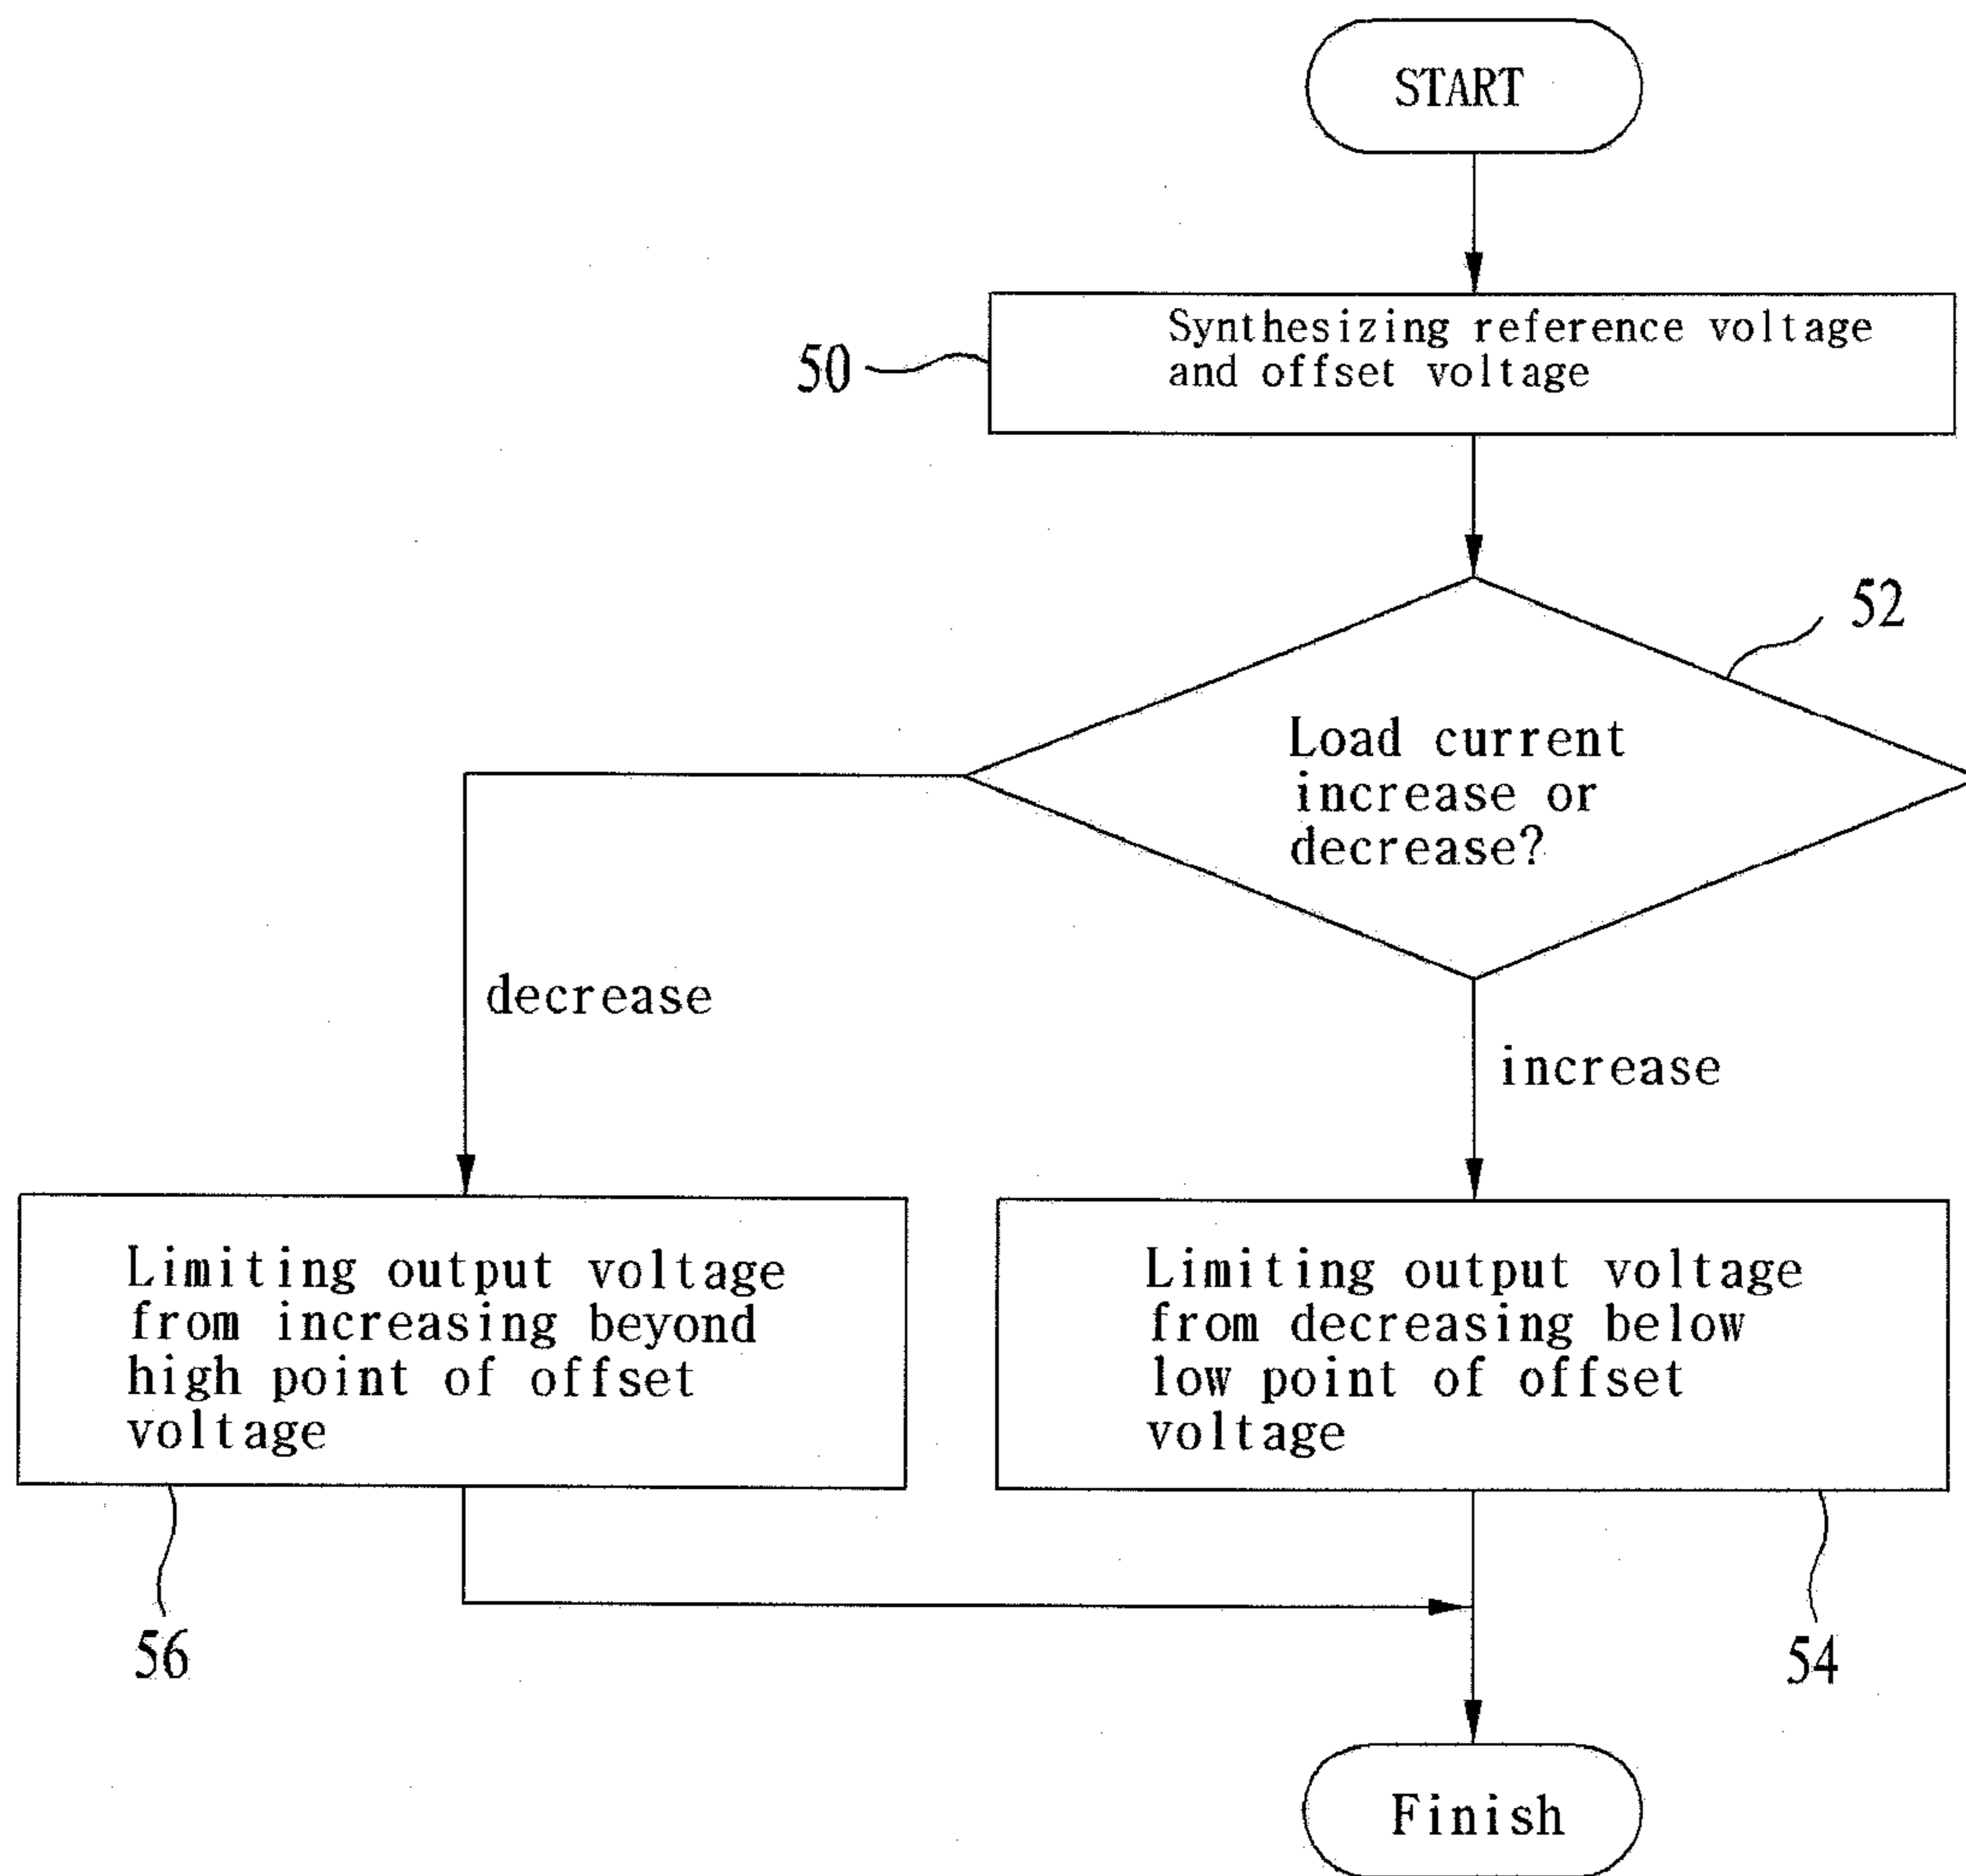 START
Synthesizing reference voltage
and offset voltage
50
52
Load current
increase or
decrease?
decrease
increase
Limiting output voltage
from increasing beyond
high point of offset
voltage
Limiting output voltage
from decreasing below
low point of offset
voltage
56
54
Finish